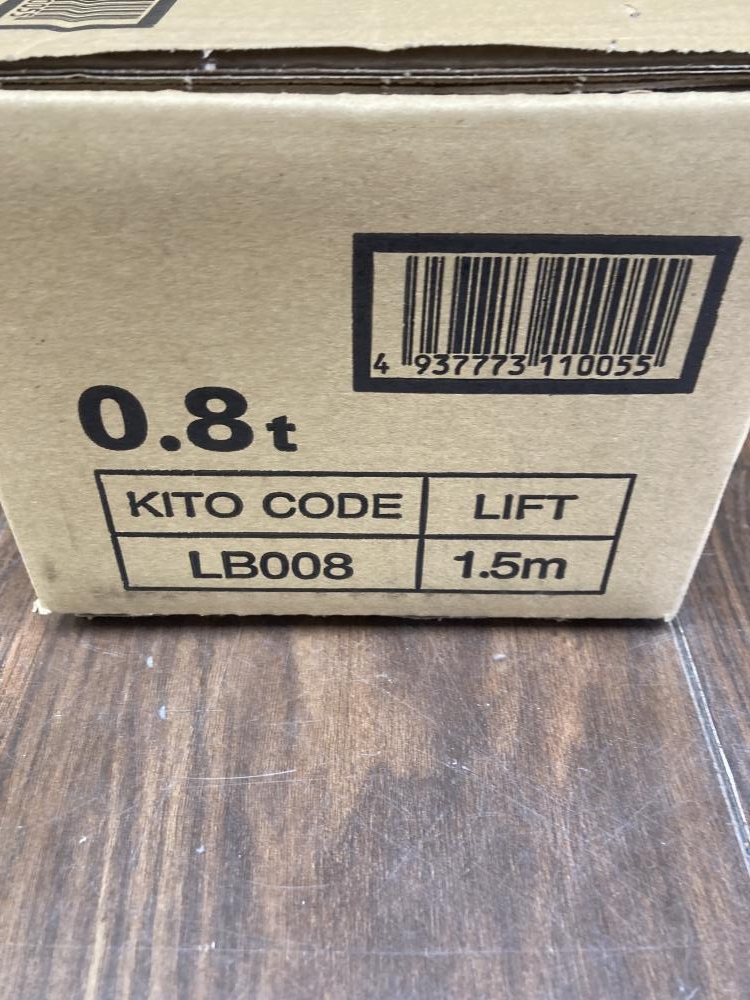 4 937773 110055
0.8t
KITO CODE LIFT
LB008 1.5m